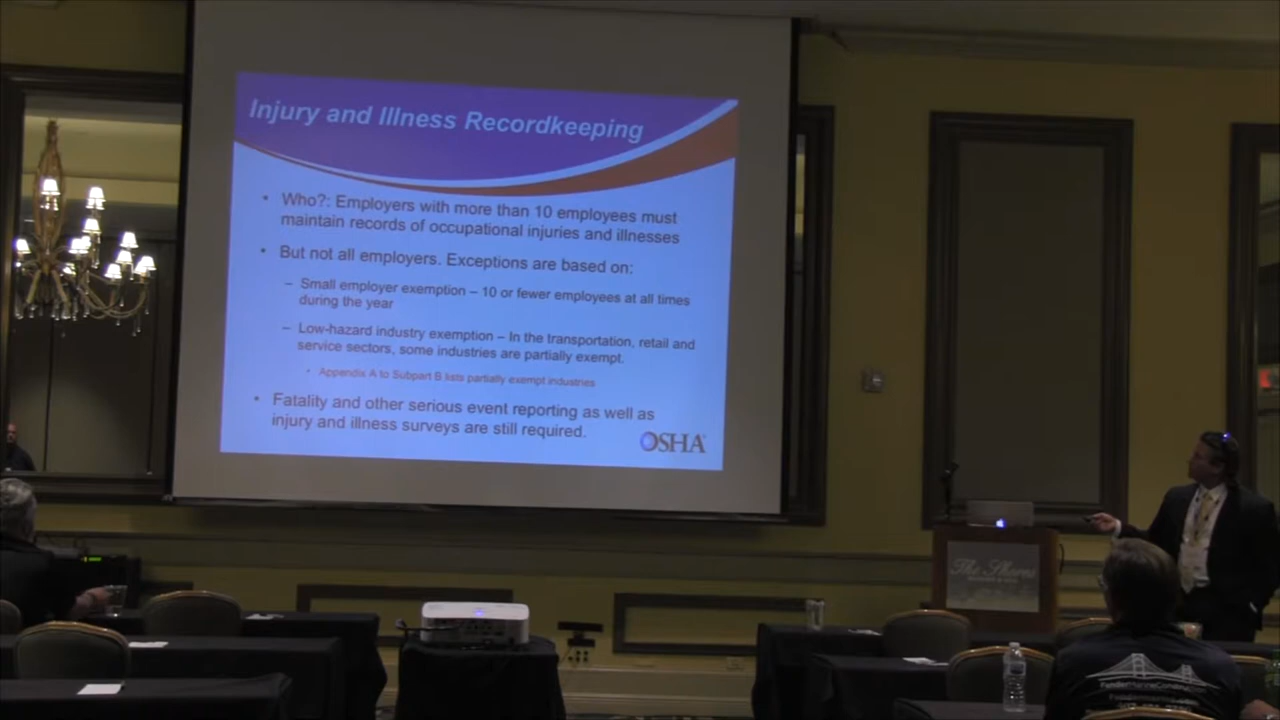 Injury and Illness Recordkeeping
• Who?: Employers with more than 10 employees must
maintain records of occupational injuries and illnesses
• But not all employers. Exceptions are based on:
– Small employer exemption – 10 or fewer employees at all times
during the year
– Low-hazard industry exemption – In the transportation, retail and
service sectors, some industries are partially exempt.
• Appendix A to Subpart B lists partially exempt industries
• Fatality and other serious event reporting as well as
injury and illness surveys are still required.
OSHA
The Shores